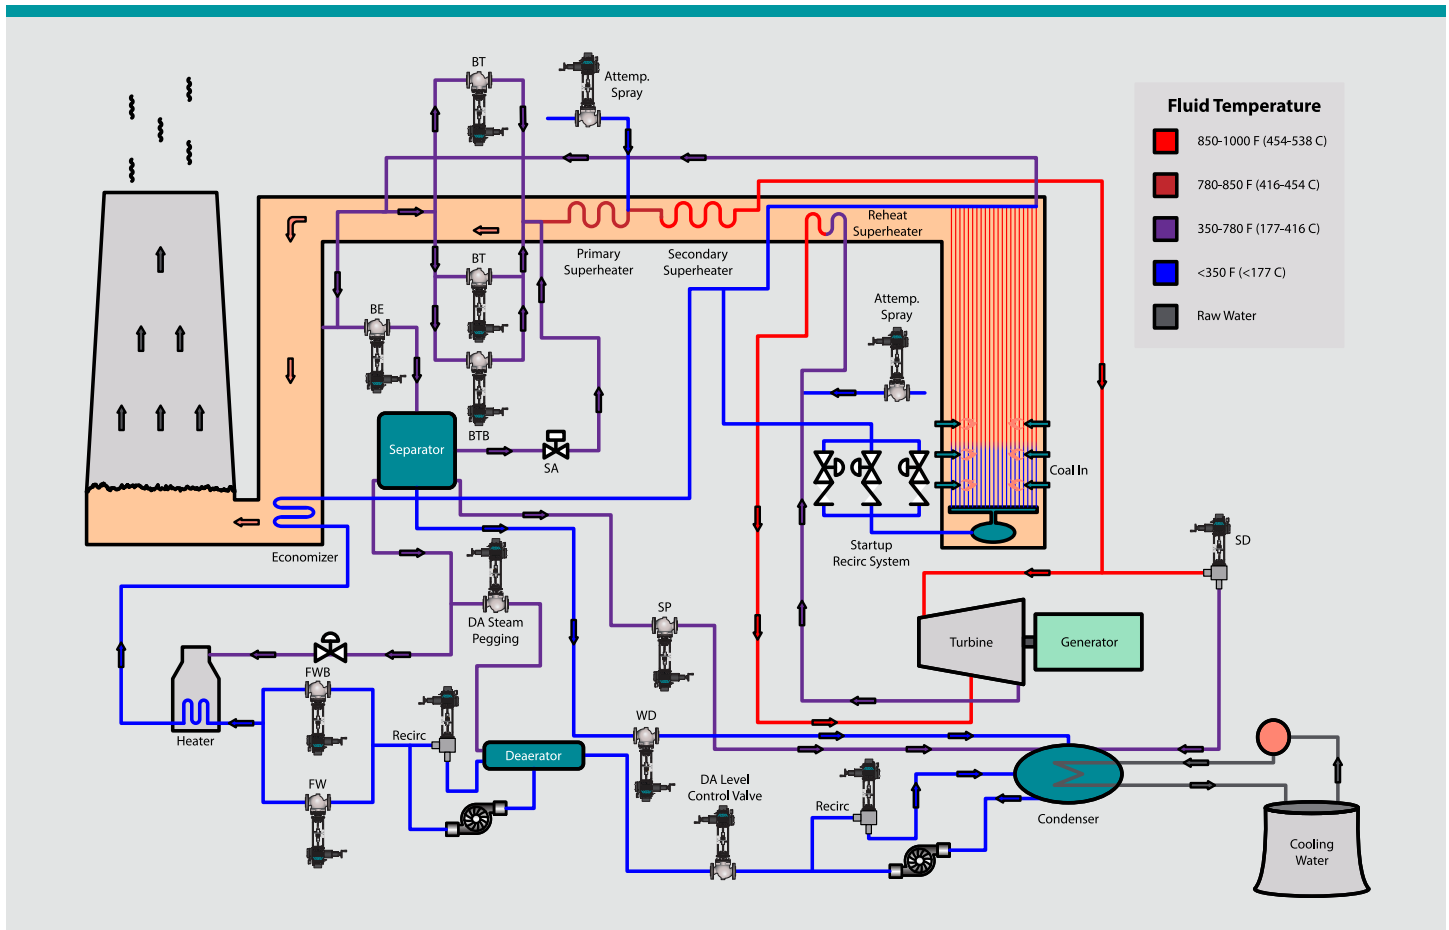 BT
Attemp.
Spray
Fluid Temperature
850-1000 F (454-538 C)
780-850 F (416-454 C)
350-780 F (177-416 C)
<350 F (<177 C)
Raw Water
Reheat
Superheater
Primary
Superheater
Secondary
Superheater
BT
BE
Attemp.
Spray
BTB
Separator
SA
Coal In
Economizer
Startup
Recirc System
SD
DA Steam
Pegging
SP
Turbine
Generator
FWB
Heater
Recirc
WD
Deaerator
FW
DA Level
Control Valve
Recirc
Condenser
Cooling
Water